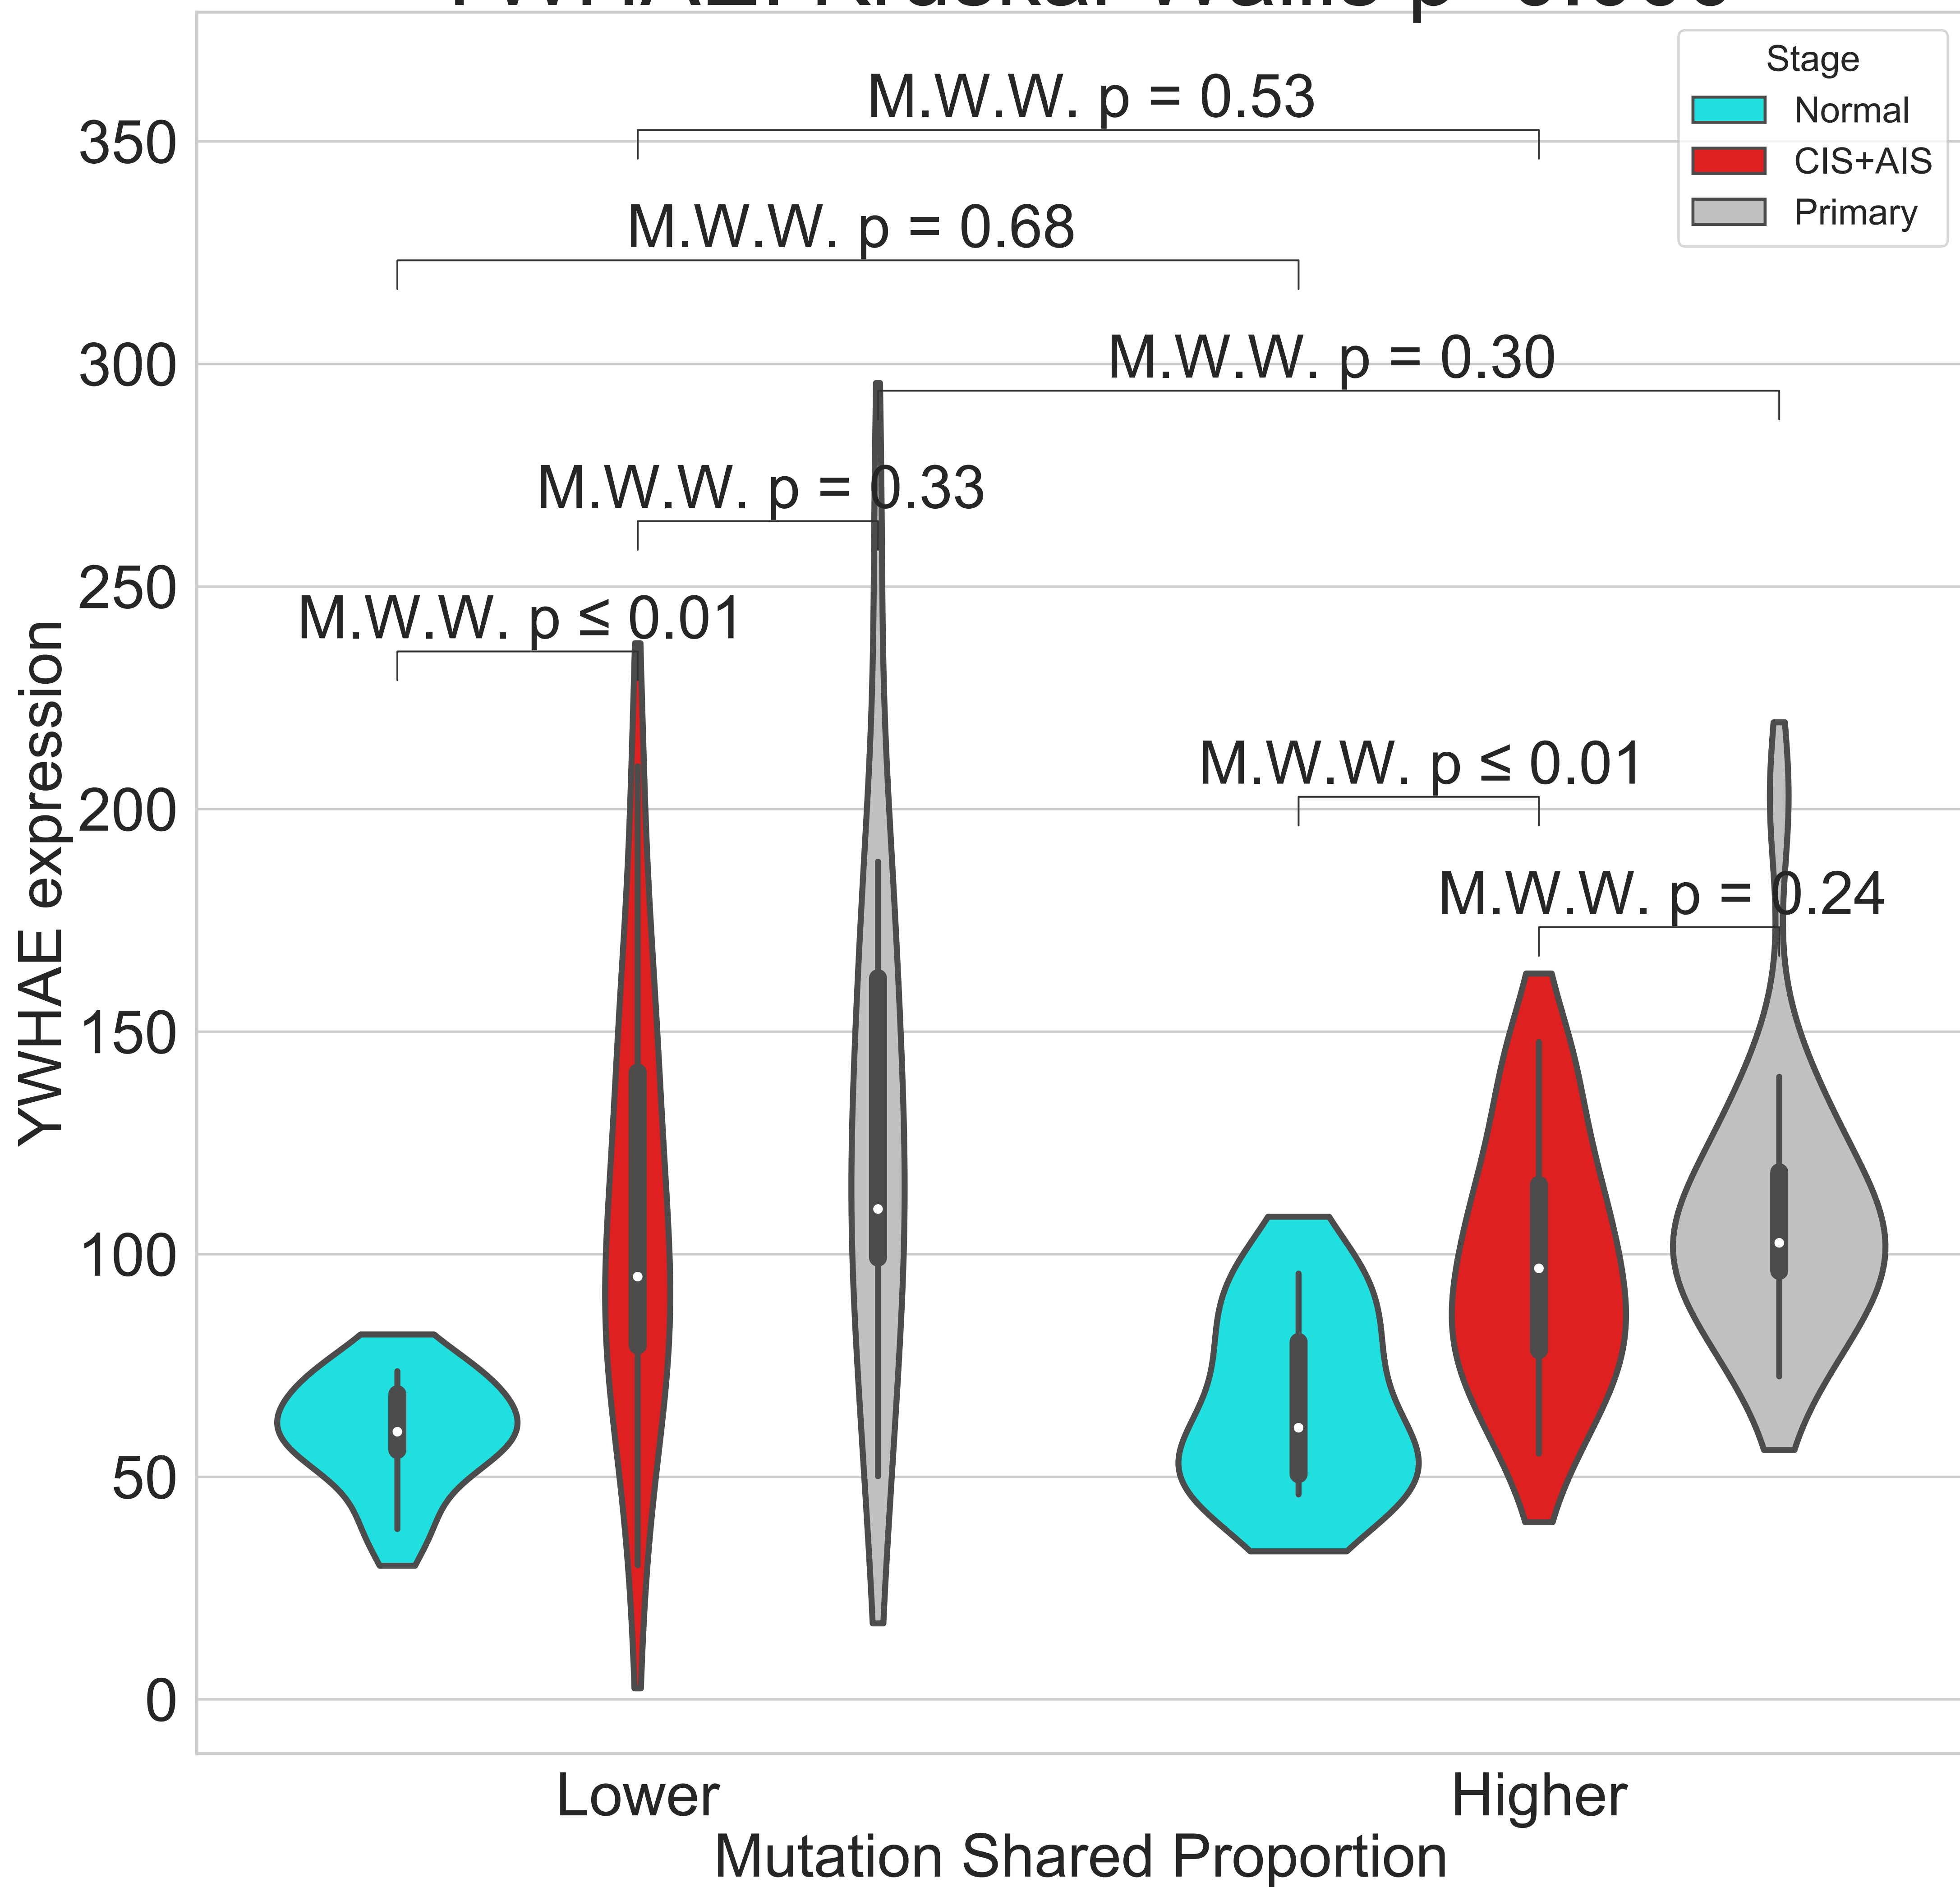 Stage
Normal
CIS+AIS
Primary
M.W.W. p = 0.53
M.W.W. p = 0.68
M.W.W. p = 0.30
M.W.W. p = 0.33
M.W.W. p ≤ 0.01
M.W.W. p ≤ 0.01
M.W.W. p = 0.24
350
300
250
200
150
100
50
0
YWHAE expression
Lower
Higher
Mutation Shared Proportion